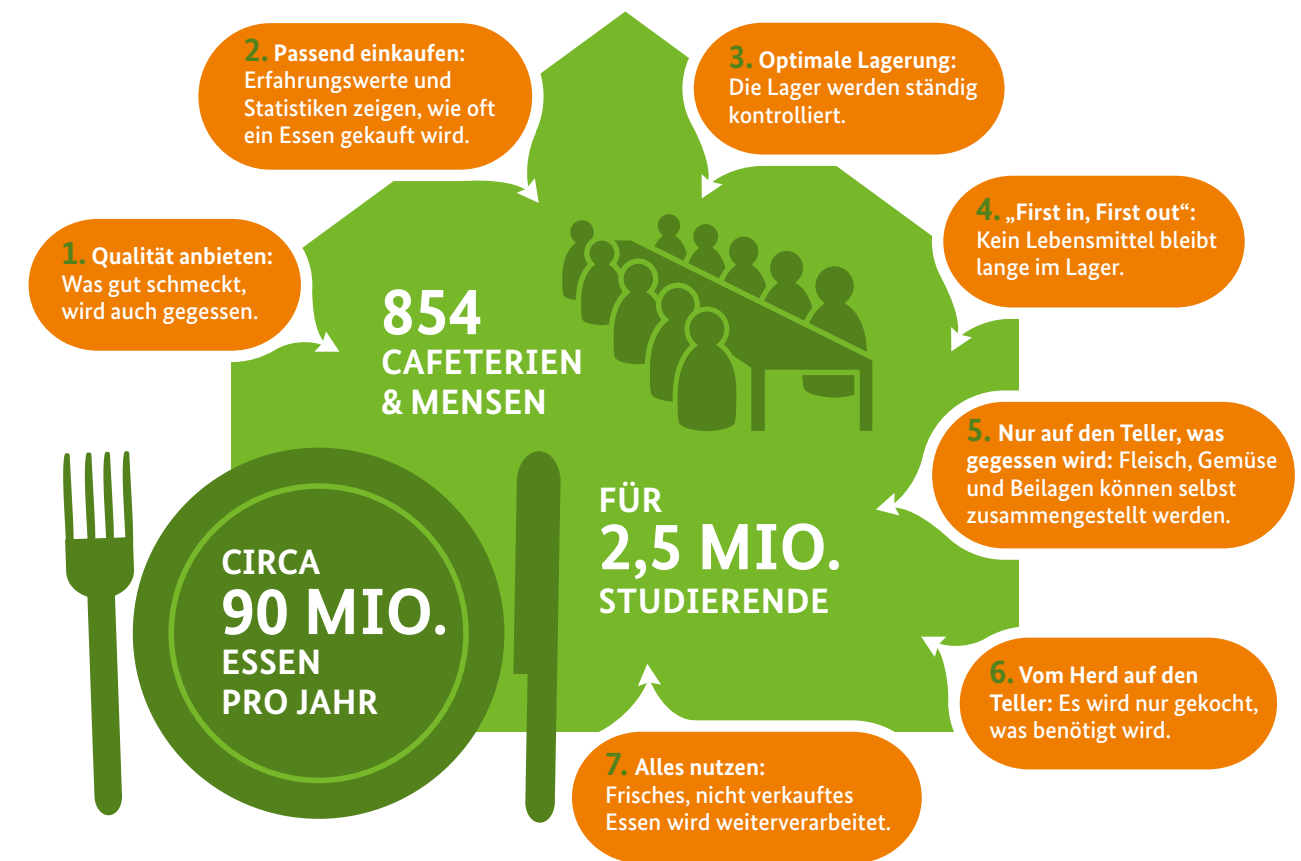 1. Qualität anbieten:
Was gut schmeckt,
wird auch gegessen.
2. Passend einkaufen:
Erfahrungswerte und
Statistiken zeigen, wie oft
ein Essen gekauft wird.
3. Optimale Lagerung:
Die Lager werden ständig
kontrolliert.
4. „First in, First out“:
Kein Lebensmittel bleibt
lange im Lager.
5. Nur auf den Teller, was
gegessen wird: Fleisch, Gemüse
und Beilagen können selbst
zusammengestellt werden.
6. Vom Herd auf den
Teller: Es wird nur gekocht,
was benötigt wird.
7. Alles nutzen:
Frisches, nicht verkauftes
Essen wird weiterverarbeitet.
854
CAFETERIEN
& MENSEN
FÜR
2,5 MIO.
STUDIERENDE
CIRCA
90 MIO.
ESSEN
PRO JAHR